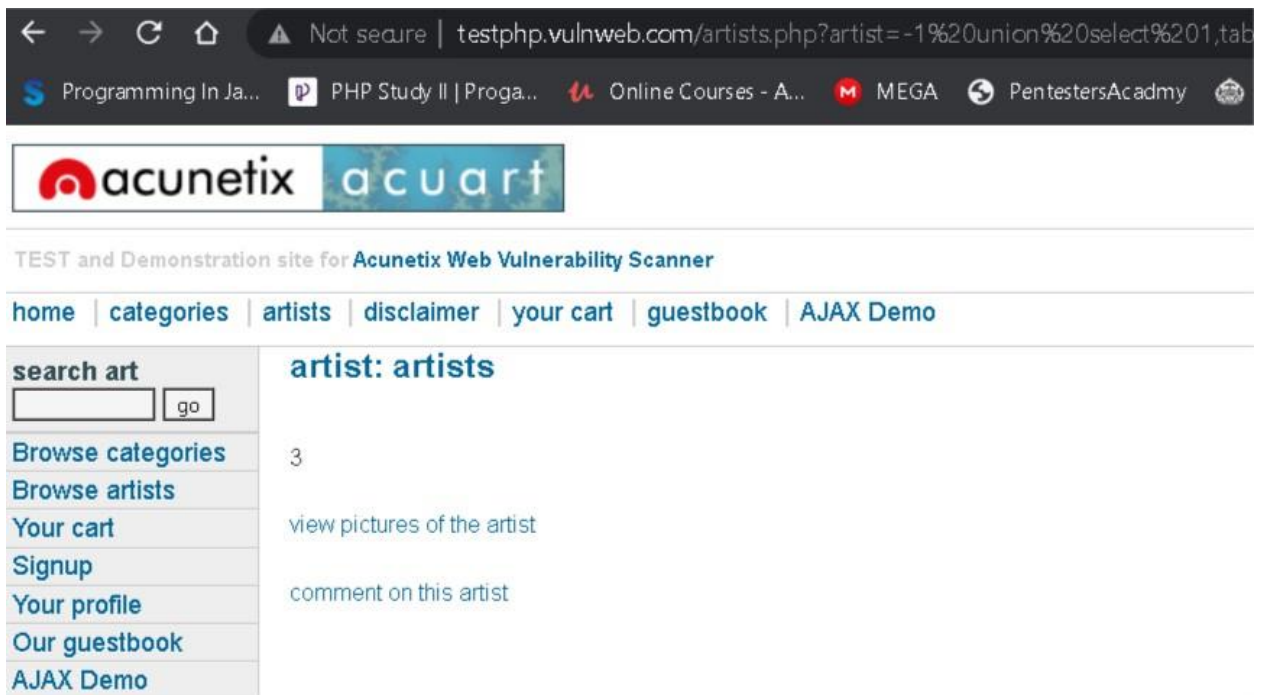 Not secure | testphp.vulnweb.com/artists.php?artist=-1%20union%20select%201,tab
Programming In Ja... PHP Study II | Proga... Online Courses - A... MEGA PentestersAcadmy
acunetix acuart
TEST and Demonstration site for Acunetix Web Vulnerability Scanner
home | categories | artists | disclaimer | your cart | guestbook | AJAX Demo
search art
go
Browse categories
Browse artists
Your cart
Signup
Your profile
Our guestbook
AJAX Demo
artist: artists
3
view pictures of the artist
comment on this artist